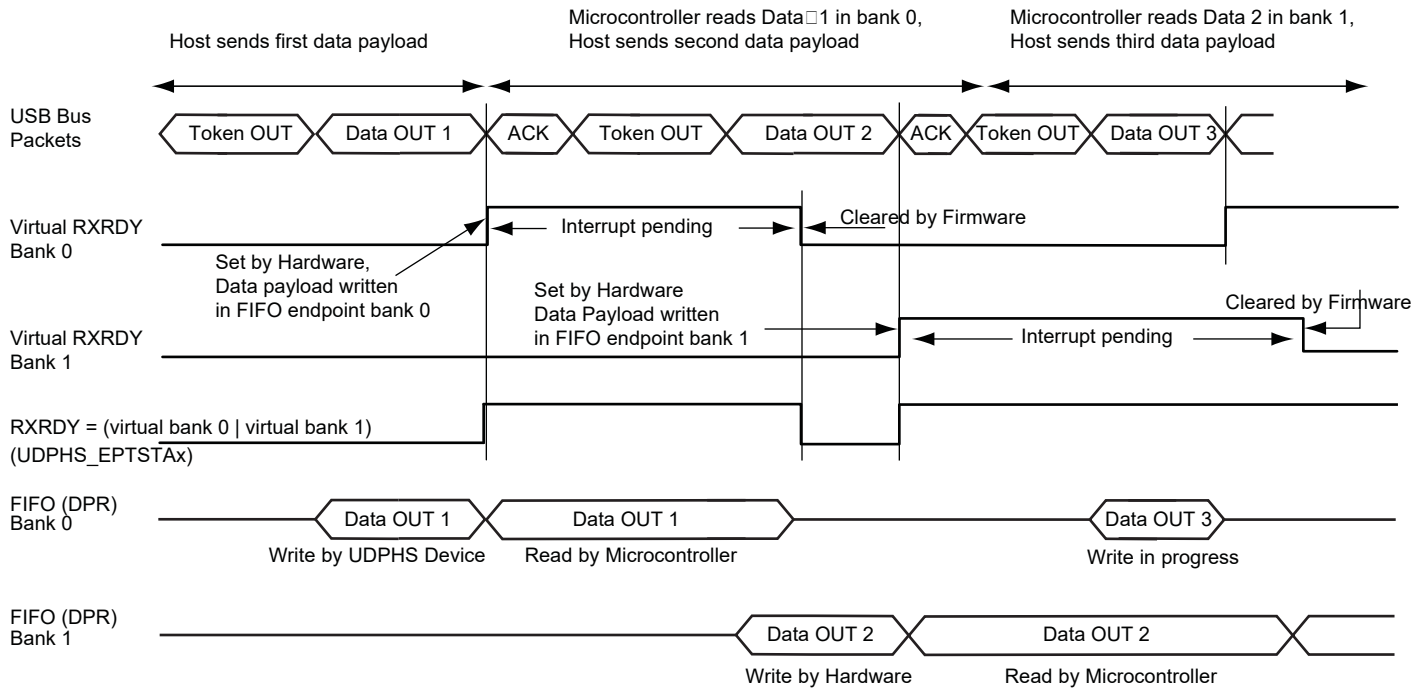 Microcontroller reads Data□1 in bank 0,
Host sends second data payload
Microcontroller reads Data 2 in bank 1,
Host sends third data payload
Host sends first data payload
USB Bus
Packets
Token OUT
Data OUT 1
ACK
Token OUT
Data OUT 2
ACK
Token OUT
Data OUT 3
Virtual RXRDY
Bank 0
Interrupt pending
Cleared by Firmware
Set by Hardware,
Data payload written
in FIFO endpoint bank 0
Set by Hardware
Data Payload written
in FIFO endpoint bank 1
Cleared by Firmware
Virtual RXRDY
Bank 1
Interrupt pending
RXRDY = (virtual bank 0 | virtual bank 1)
(UDPHS_EPTSTAx)
FIFO (DPR)
Bank 0
Data OUT 1
Data OUT 1
Data OUT 3
Write by UDPHS Device
Read by Microcontroller
Write in progress
FIFO (DPR)
Bank 1
Data OUT 2
Data OUT 2
Write by Hardware
Read by Microcontroller